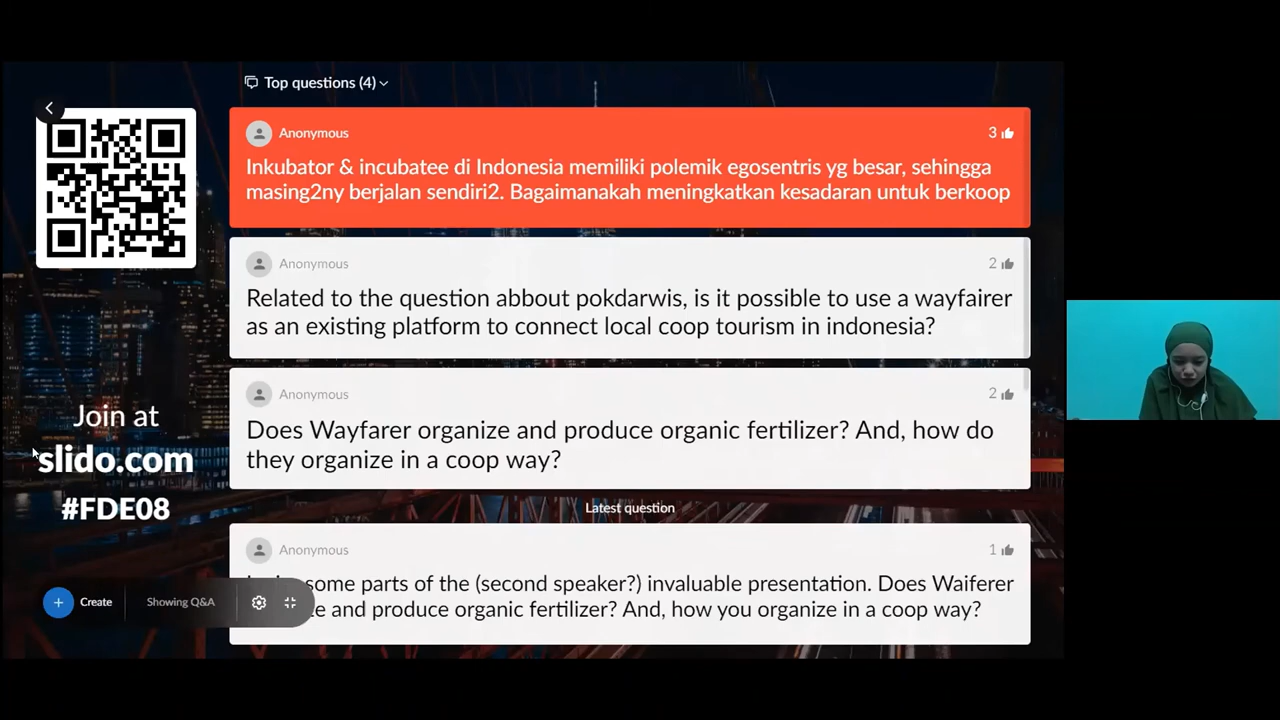 Top questions (4)
Anonymous
3
Inkubator & incubatee di Indonesia memiliki polemik egosentris yg besar, sehingga
masing2ny berjalan sendiri2. Bagaimanakah meningkatkan kesadaran untuk berkoop
Anonymous
2
Related to the question abbout pokdarwis, is it possible to use a wayfairer
as an existing platform to connect local coop tourism in indonesia?
Anonymous
2
Does Wayfarer organize and produce organic fertilizer? And, how do
they organize in a coop way?
Latest question
Anonymous
1
some parts of the (second speaker?) invaluable presentation. Does Waiferer
and produce organic fertilizer? And, how you organize in a coop way?
Join at
slido.com
#FDE08
Create
Showing Q&A